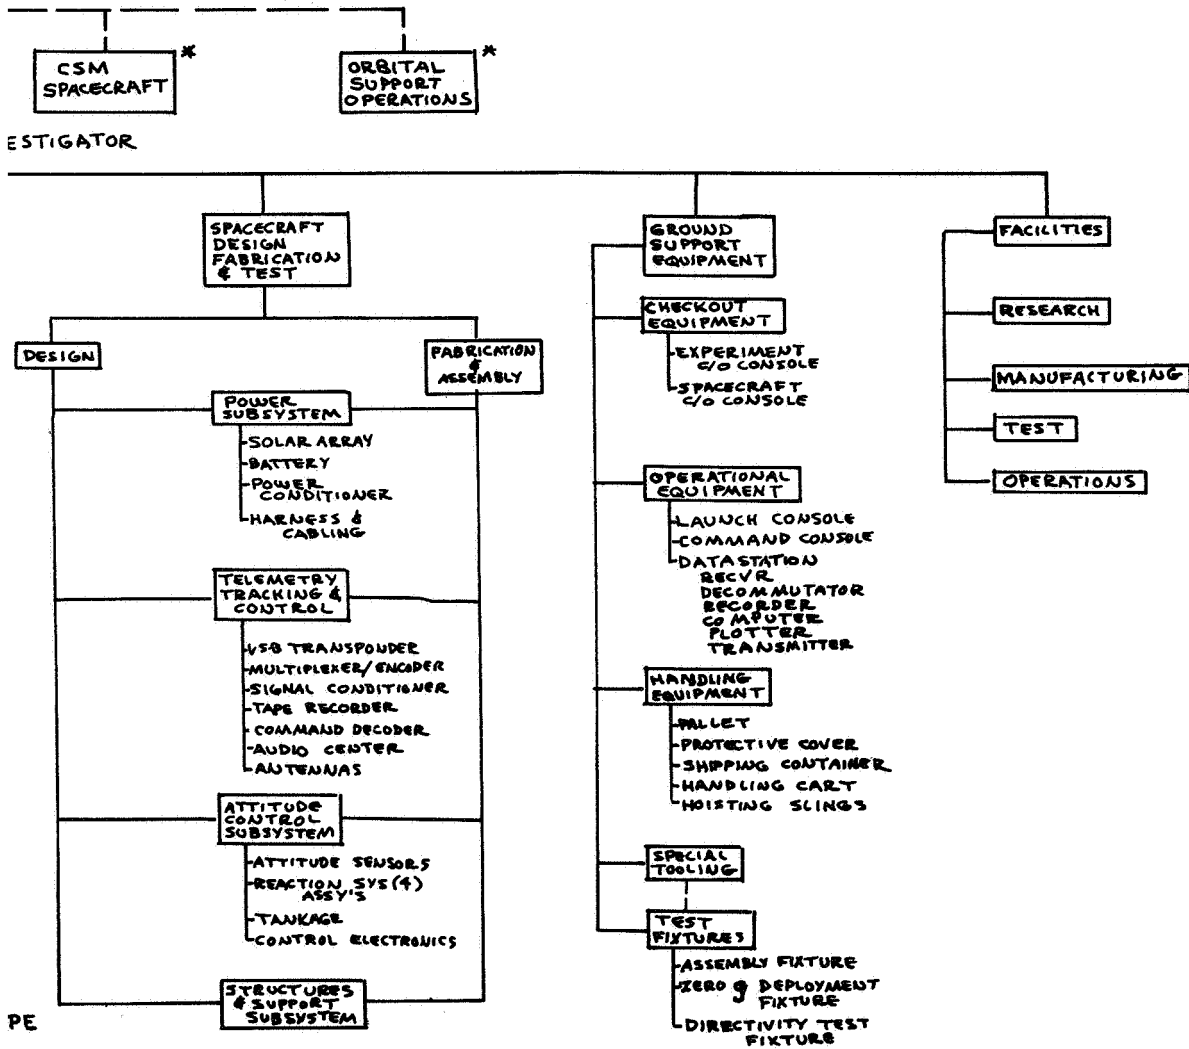 CSM
SPACECRAFT
*
ORBITAL
SUPPORT
OPERATIONS
*
ESTIGATOR
SPACECRAFT
DESIGN
FABRICATION
& TEST
DESIGN
FABRICATION
&
ASSEMBLY
POWER
SUBSYSTEM
SOLAR ARRAY
BATTERY
POWER
CONDITIONER
HARNESS &
CABLING
TELEMETRY
TRACKING &
CONTROL
TRANSPONDER
MULTIPLEXER/ENCODER
SIGNAL CONDITIONER
TAPE RECORDER
COMMAND DECODER
AUDIO CENTER
ANTENNAS
ATTITUDE
CONTROL
SUBSYSTEM
ATTITUDE SENSORS
REACTION SYS(4)
ASSY'S
TANKAGE
CONTROL ELECTRONICS
STRUCTURES
& SUPPORT
SUBSYSTEM
PE
GROUND
SUPPORT
EQUIPMENT
CHECKOUT
EQUIPMENT
EXPERIMENT
C/O CONSOLE
SPACECRAFT
C/O CONSOLE
OPERATIONAL
EQUIPMENT
LAUNCH CONSOLE
COMMAND CONSOLE
DATA STATION
RECVR
DECOMMUTATOR
RECORDER
COMPUTER
PLOTTER
TRANSMITTER
HANDLING
EQUIPMENT
PALLET
PROTECTIVE COVER
SHIPPING CONTAINER
HANDLING CART
HOISTING SLINGS
SPECIAL
TOOLING
TEST
FIXTURES
ASSEMBLY FIXTURE
ZERO g DEPLOYMENT
FIXTURE
DIRECTIVITY TEST
FIXTURE
FACILITIES
RESEARCH
MANUFACTURING
TEST
OPERATIONS